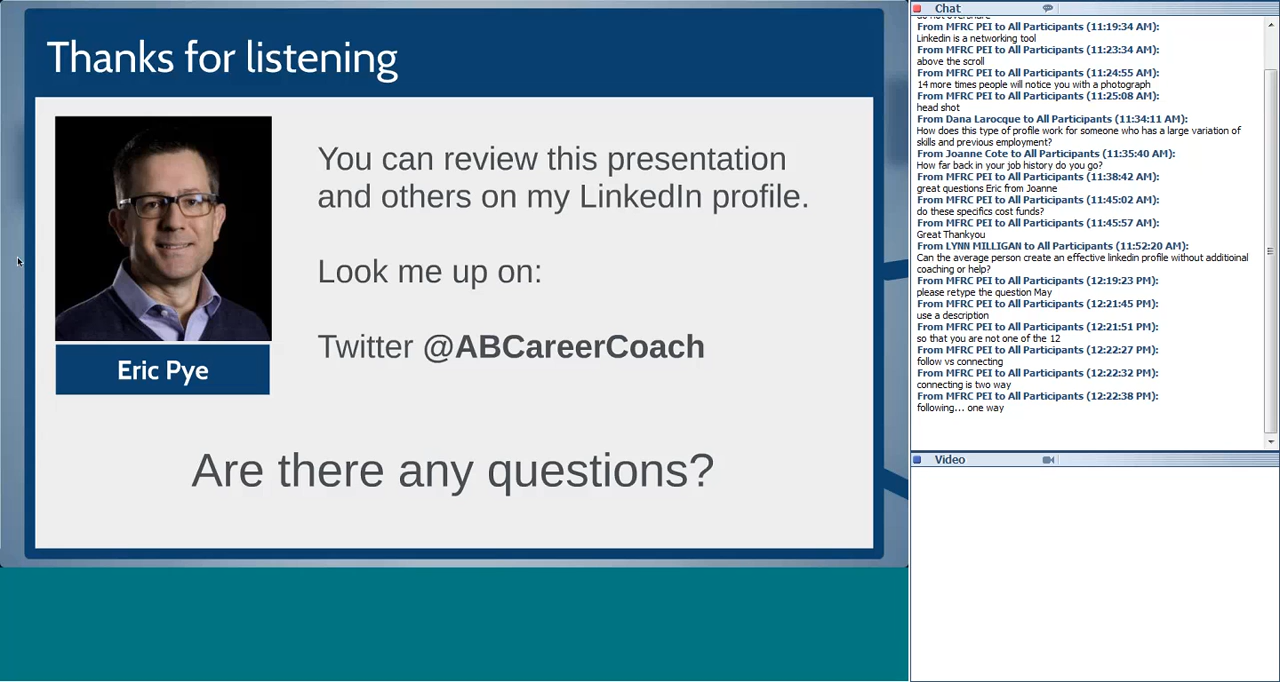 Thanks for listening
You can review this presentation
and others on my LinkedIn profile.
Look me up on:
Twitter @ABCareerCoach
Eric Pye
Are there any questions?
Chat
do not overshare
From MFRC PEI to All Participants (11:19:34 AM):
Linkedin is a networking tool
From MFRC PEI to All Participants (11:23:34 AM):
above the scroll
From MFRC PEI to All Participants (11:24:55 AM):
14 more times people will notice you with a photograph
From MFRC PEI to All Participants (11:25:08 AM):
head shot
From Dana Larocque to All Participants (11:34:11 AM):
How does this type of profile work for someone who has a large variation of
skills and previous employment?
From Joanne Cote to All Participants (11:35:40 AM):
How far back in your job history do you go?
From MFRC PEI to All Participants (11:38:42 AM):
great questions Eric from Joanne
From MFRC PEI to All Participants (11:45:02 AM):
do these specifics cost funds?
From MFRC PEI to All Participants (11:45:57 AM):
Great Thankyou
From LYNN MILLIGAN to All Participants (11:52:20 AM):
Can the average person create an effective linkedin profile without additioinal
coaching or help?
From MFRC PEI to All Participants (12:19:23 PM):
please retype the question May
From MFRC PEI to All Participants (12:21:45 PM):
use a description
From MFRC PEI to All Participants (12:21:51 PM):
so that you are not one of the 12
From MFRC PEI to All Participants (12:22:27 PM):
follow vs connecting
From MFRC PEI to All Participants (12:22:32 PM):
connecting is two way
From MFRC PEI to All Participants (12:22:38 PM):
following... one way
Video